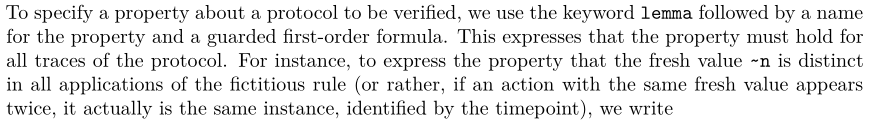 To specify a property about a protocol to be verified, we use the keyword lemma followed by a name
for the property and a guarded first-order formula. This expresses that the property must hold for
all traces of the protocol. For instance, to express the property that the fresh value ~n is distinct
in all applications of the fictitious rule (or rather, if an action with the same fresh value appears
twice, it actually is the same instance, identified by the timepoint), we write